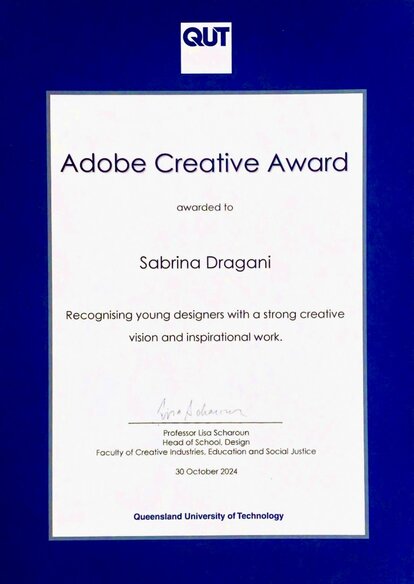 QUT
Adobe Creative Award
awarded to
Sabrina Dragani
Recognising young designers with a strong creative
vision and inspirational work.
Lisa Scharoun
Professor Lisa Scharoun
Head of School, Design
Faculty of Creative Industries, Education and Social Justice
30 October 2024
Queensland University of Technology